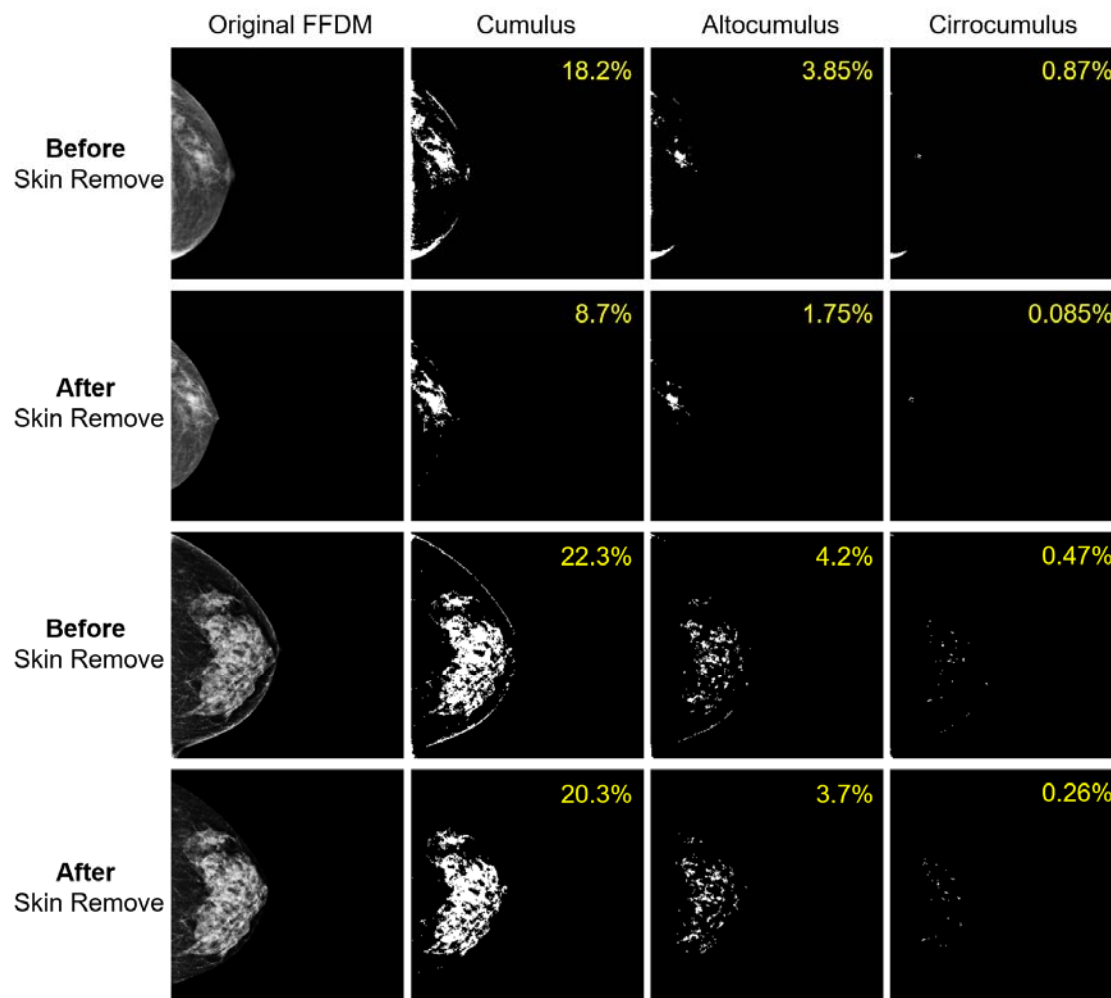 Original FFDM Cumulus Altocumulus Cirrocumulus
Before
Skin Remove
18.2% 3.85% 0.87%
After
Skin Remove
8.7% 1.75% 0.085%
Before
Skin Remove
22.3% 4.2% 0.47%
After
Skin Remove
20.3% 3.7% 0.26%